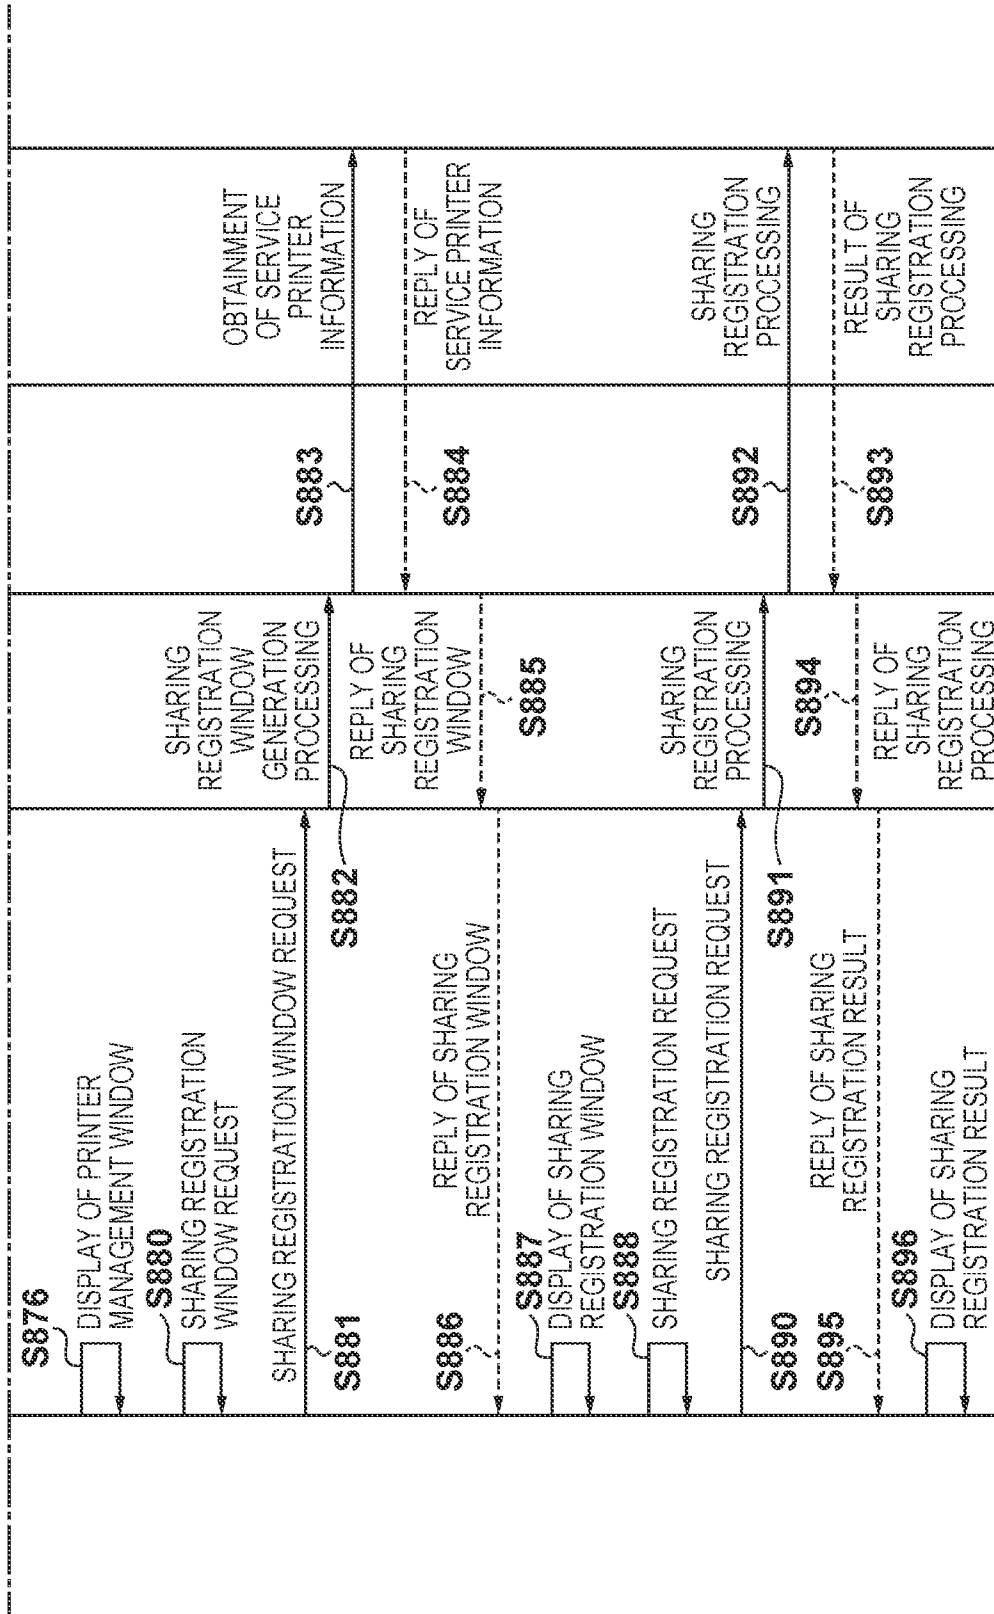 S876
DISPLAY OF PRINTER
MANAGEMENT WINDOW
S880
SHARING REGISTRATION
WINDOW REQUEST
SHARING REGISTRATION WINDOW REQUEST
S881
SHARING
REGISTRATION
WINDOW
GENERATION
PROCESSING
S882
OBTAINMENT
OF SERVICE
PRINTER
INFORMATION
S883
REPLY OF
SERVICE PRINTER
INFORMATION
S884
REPLY OF
SHARING
REGISTRATION
WINDOW
S885
REPLY OF SHARING
REGISTRATION WINDOW
S886
S887
DISPLAY OF SHARING
REGISTRATION WINDOW
S888
SHARING REGISTRATION REQUEST
SHARING REGISTRATION REQUEST
S890
SHARING
REGISTRATION
PROCESSING
S891
SHARING
REGISTRATION
PROCESSING
S892
RESULT OF
SHARING
REGISTRATION
PROCESSING
S893
S894
REPLY OF
SHARING
REGISTRATION
PROCESSING
REPLY OF SHARING
REGISTRATION RESULT
S895
S896
DISPLAY OF SHARING
REGISTRATION RESULT